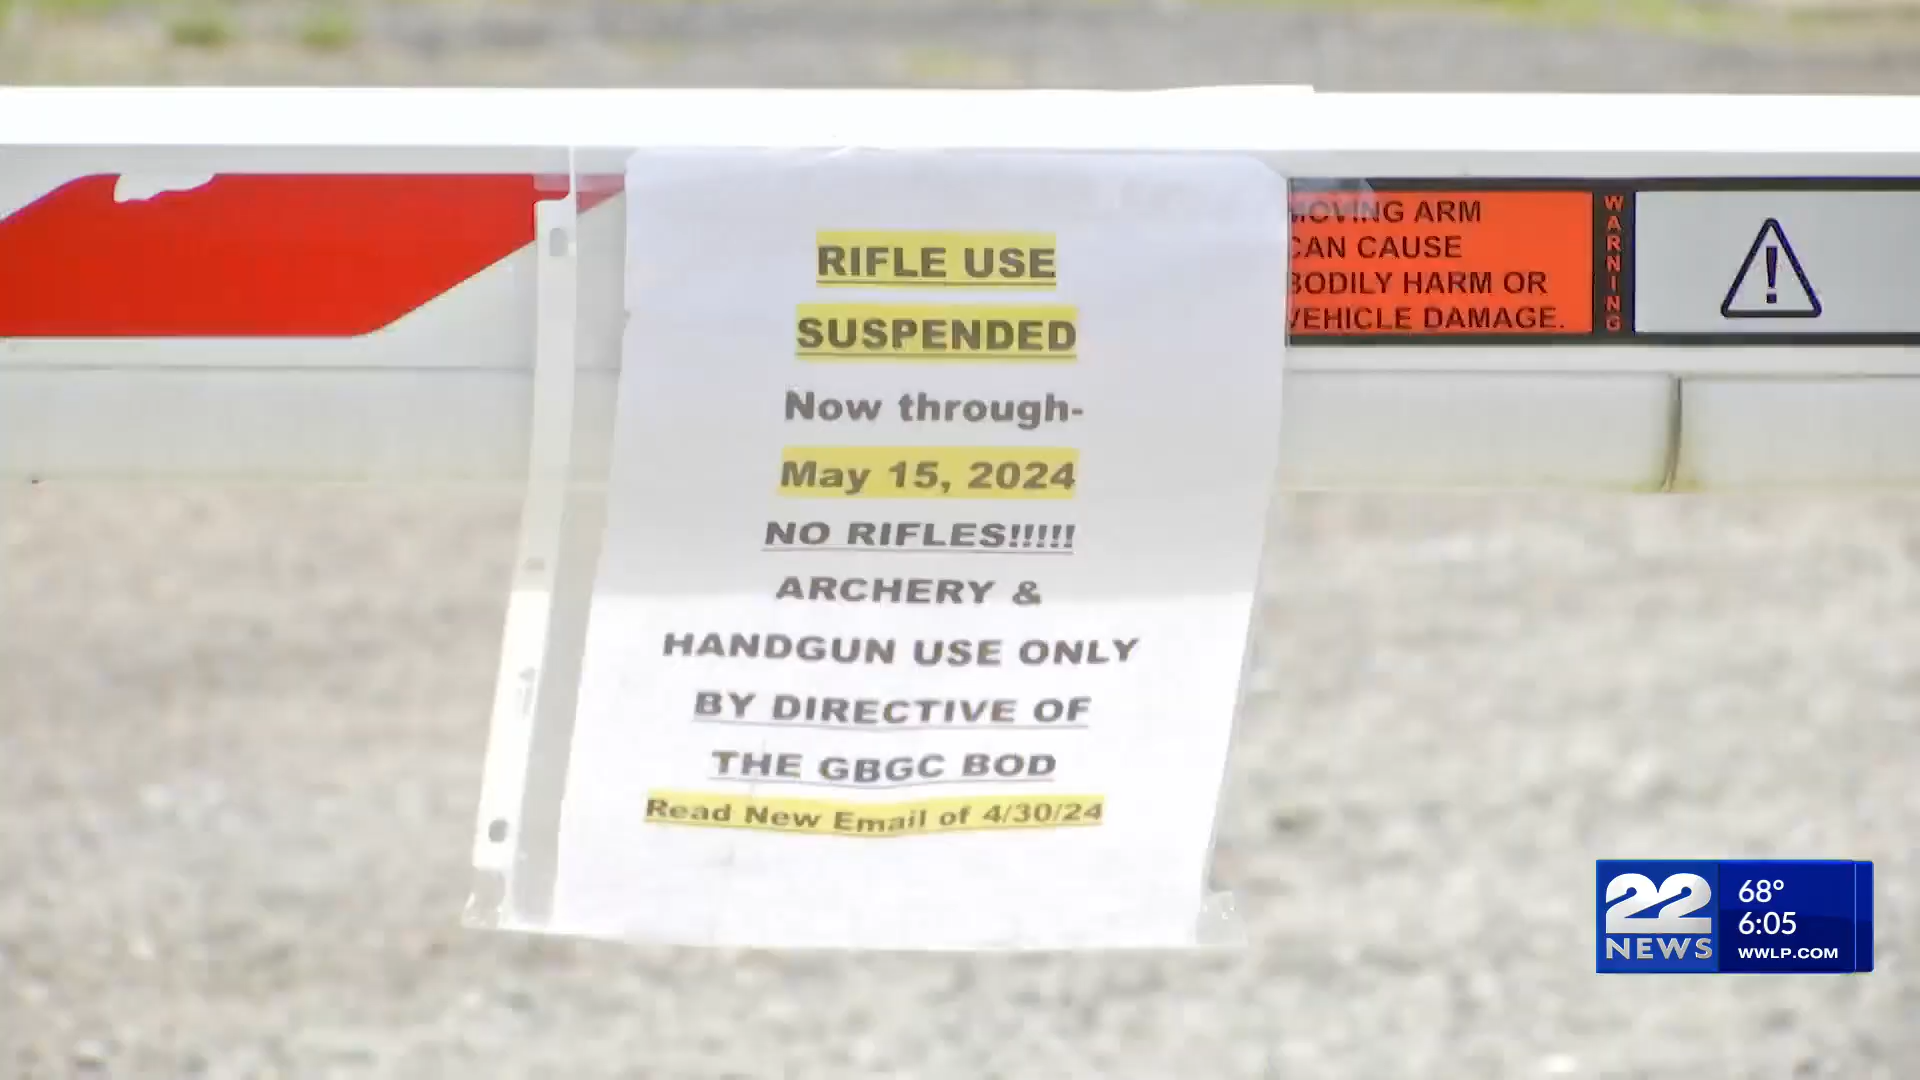 RIFLE USE
SUSPENDED
Now through-
May 15, 2024
NO RIFLES!!!!!
ARCHERY &
HANDGUN USE ONLY
BY DIRECTIVE OF
THE GBGC BOD
Read New Email of 4/30/24
MOVING ARM
CAN CAUSE
BODILY HARM OR
VEHICLE DAMAGE.
WARNING
!
22
NEWS
68°
6:05
WWLP.COM